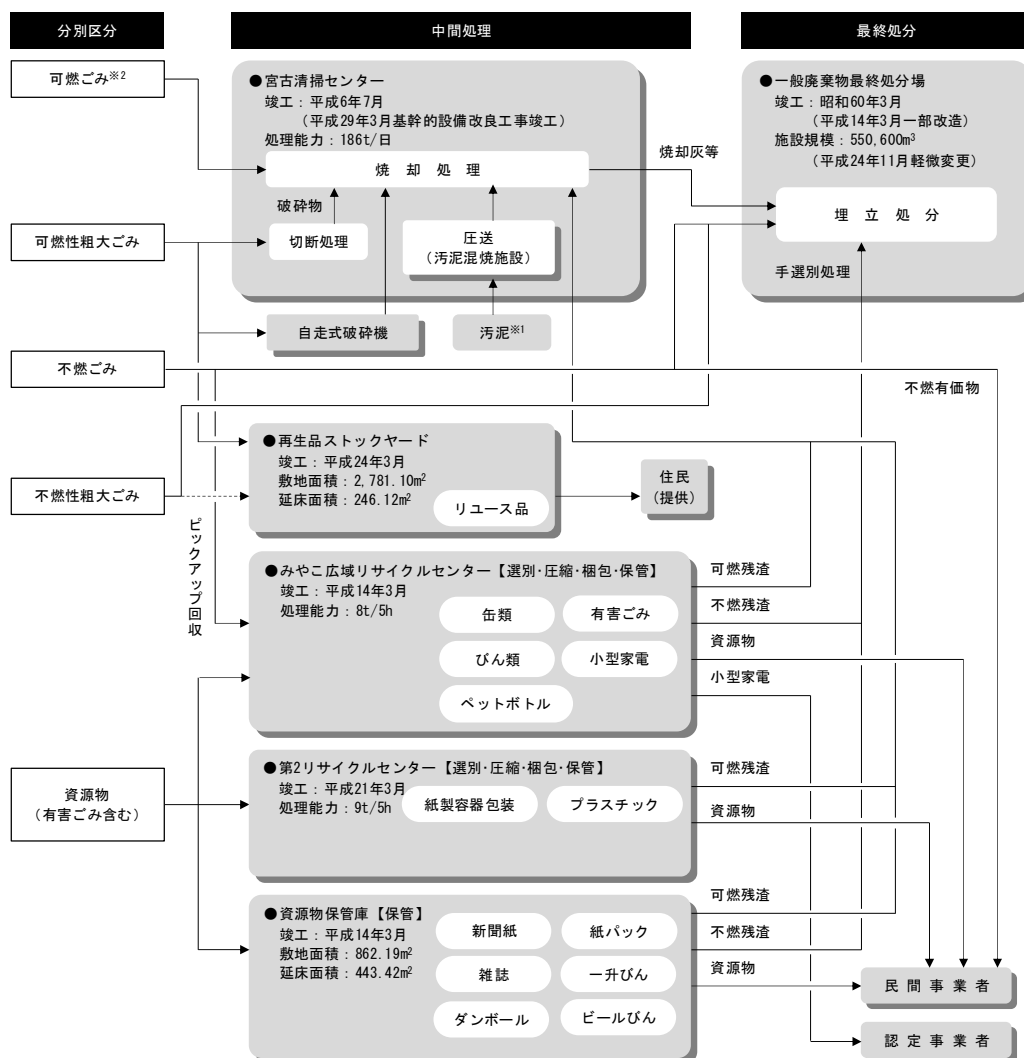 分別区分
中間処理
最終処分
可燃ごみ※2
●宮古清掃センター
竣工：平成6年7月
（平成29年3月基幹的設備改良工事竣工）
処理能力：186t/日
焼却処理
破砕物
切断処理
圧送
（汚泥混焼施設）
焼却灰等
●一般廃棄物最終処分場
竣工：昭和60年3月
（平成14年3月一部改造）
施設規模：550,600m³
（平成24年11月軽微変更）
埋立処分
手選別処理
可燃性粗大ごみ
自走式破砕機
汚泥※1
不燃ごみ
不燃有価物
不燃性粗大ごみ
●再生品ストックヤード
竣工：平成24年3月
敷地面積：2,781.10m²
延床面積：246.12m²
リユース品
住民
（提供）
ピックアップ回収
●みやこ広域リサイクルセンター【選別･圧縮･梱包･保管】
竣工：平成14年3月
処理能力：8t/5h
缶類
有害ごみ
びん類
小型家電
ペットボトル
可燃残渣
不燃残渣
資源物
小型家電
資源物
（有害ごみ含む）
●第2リサイクルセンター【選別･圧縮･梱包･保管】
竣工：平成21年3月
処理能力：9t/5h
紙製容器包装
プラスチック
可燃残渣
資源物
●資源物保管庫【保管】
竣工：平成14年3月
敷地面積：862.19m²
延床面積：443.42m²
新聞紙
紙パック
雑誌
一升びん
ダンボール
ビールびん
可燃残渣
不燃残渣
資源物
民間事業者
認定事業者